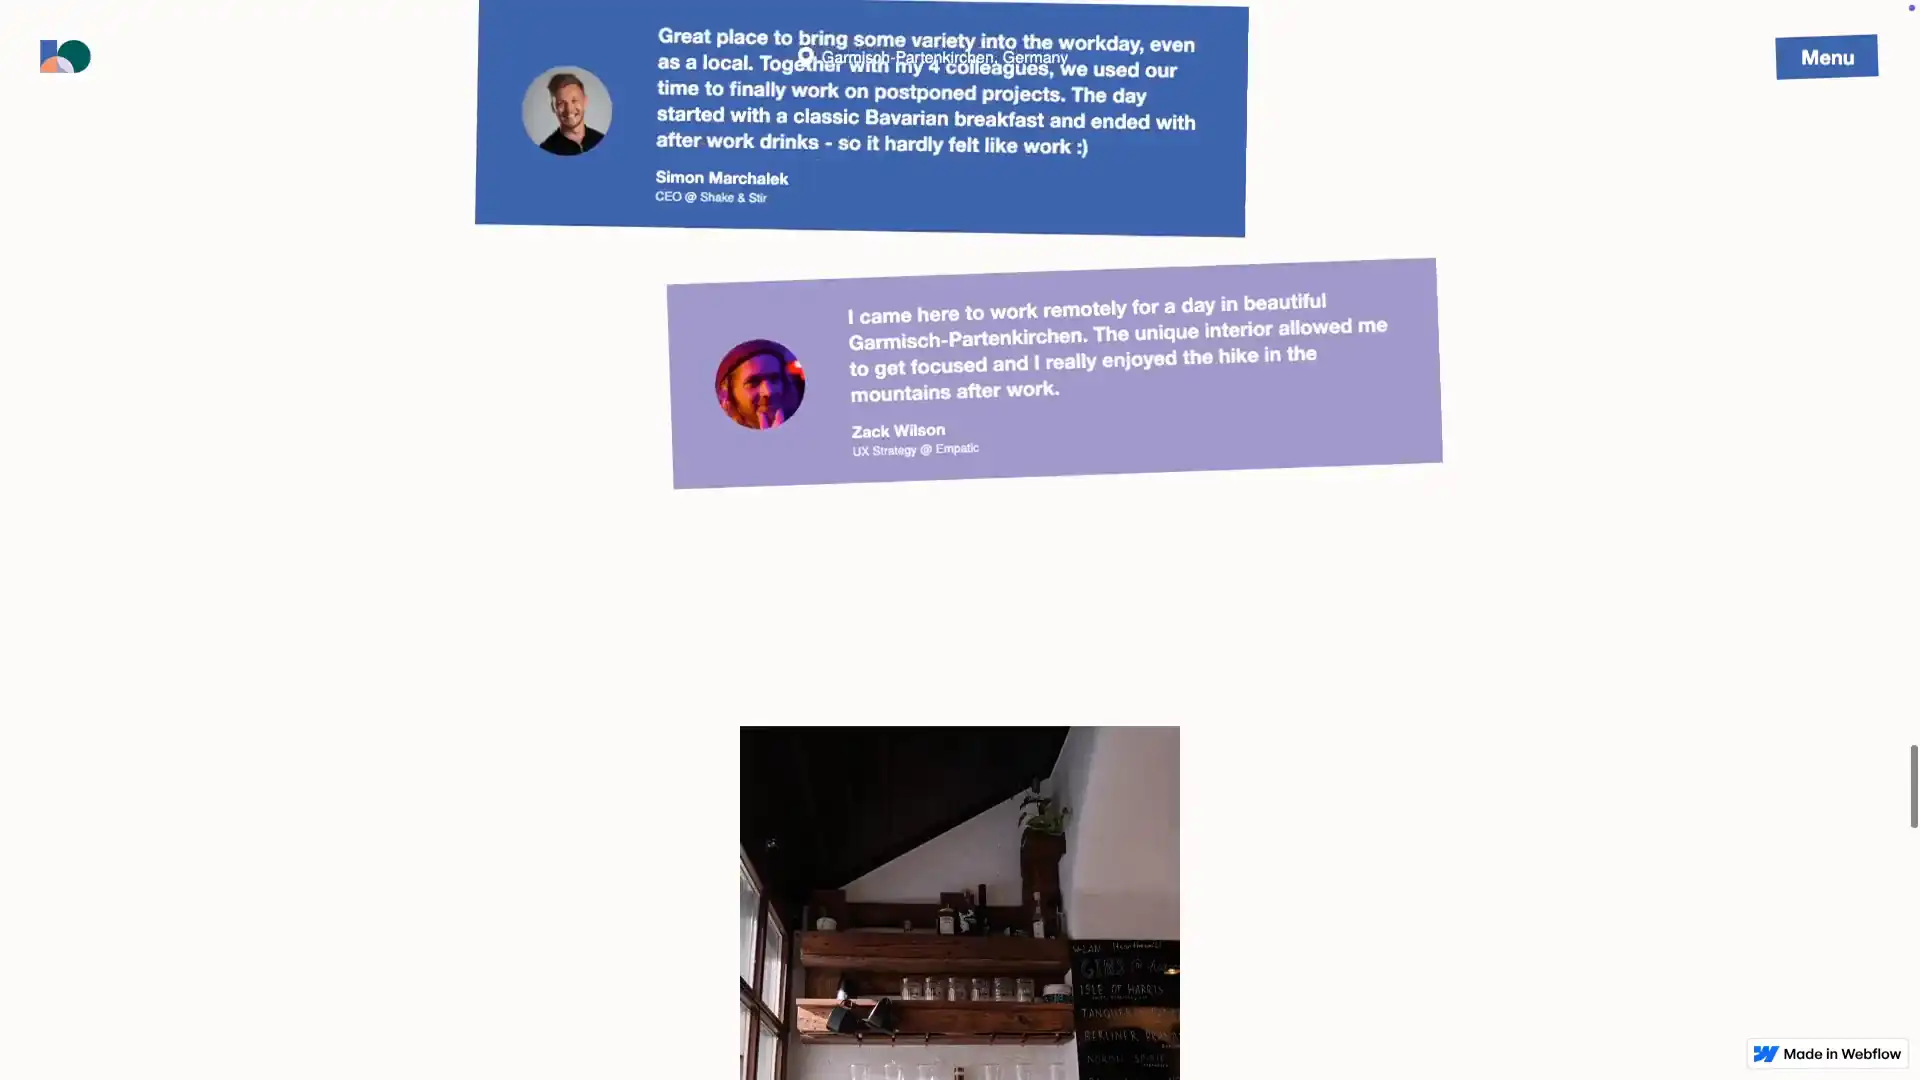 Great place to bring some variety into the workday, even
Garmisch-Partenkirchen, Germany
as a local. Together with my 4 colleagues, we used our
time to finally work on postponed projects. The day
started with a classic Bavarian breakfast and ended with
after work drinks - so it hardly felt like work :)
Simon Marchalek
CEO @ Shake & Stir
Menu
I came here to work remotely for a day in beautiful
Garmisch-Partenkirchen. The unique interior allowed me
to get focused and I really enjoyed the hike in the
mountains after work.
Zack Wilson
UX Strategy @ Empatic
GINS
ISLE OF HARRIS
BERLINER
Made in Webflow